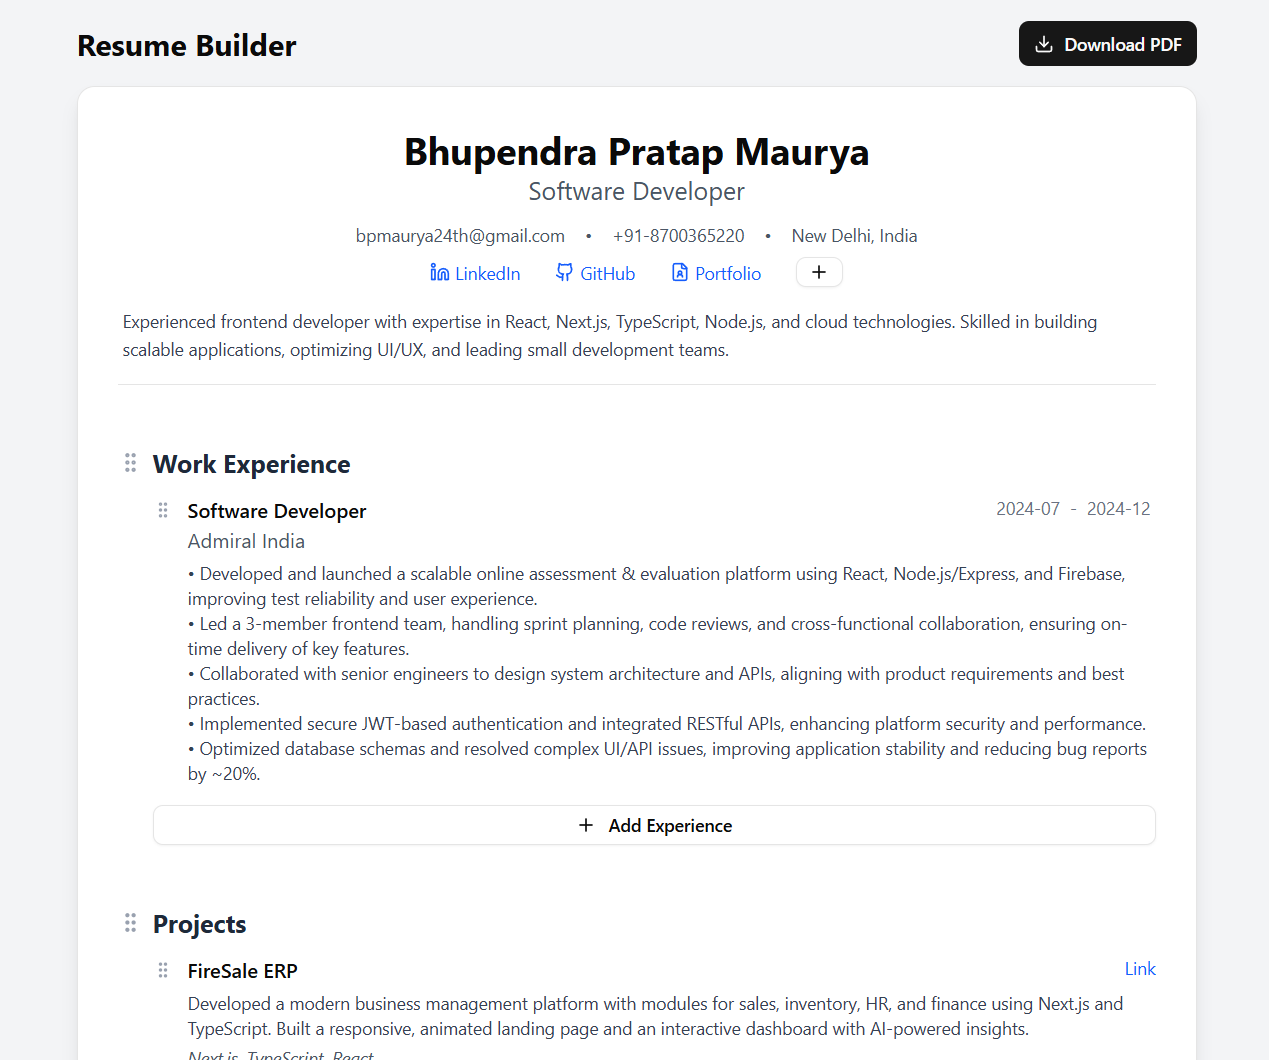 Resume Builder
Download PDF
Bhupendra Pratap Maurya
Software Developer
bpmaurya24th@gmail.com • +91-8700365220 • New Delhi, India
LinkedIn GitHub Portfolio +
Experienced frontend developer with expertise in React, Next.js, TypeScript, Node.js, and cloud technologies. Skilled in building
scalable applications, optimizing UI/UX, and leading small development teams.
Work Experience
Software Developer 2024-07 - 2024-12
Admiral India
• Developed and launched a scalable online assessment & evaluation platform using React, Node.js/Express, and Firebase,
improving test reliability and user experience.
• Led a 3-member frontend team, handling sprint planning, code reviews, and cross-functional collaboration, ensuring on-
time delivery of key features.
• Collaborated with senior engineers to design system architecture and APIs, aligning with product requirements and best
practices.
• Implemented secure JWT-based authentication and integrated RESTful APIs, enhancing platform security and performance.
• Optimized database schemas and resolved complex UI/API issues, improving application stability and reducing bug reports
by ~20%.
+ Add Experience
Projects
FireSale ERP Link
Developed a modern business management platform with modules for sales, inventory, HR, and finance using Next.js and
TypeScript. Built a responsive, animated landing page and an interactive dashboard with AI-powered insights.
Next.js, TypeScript, React